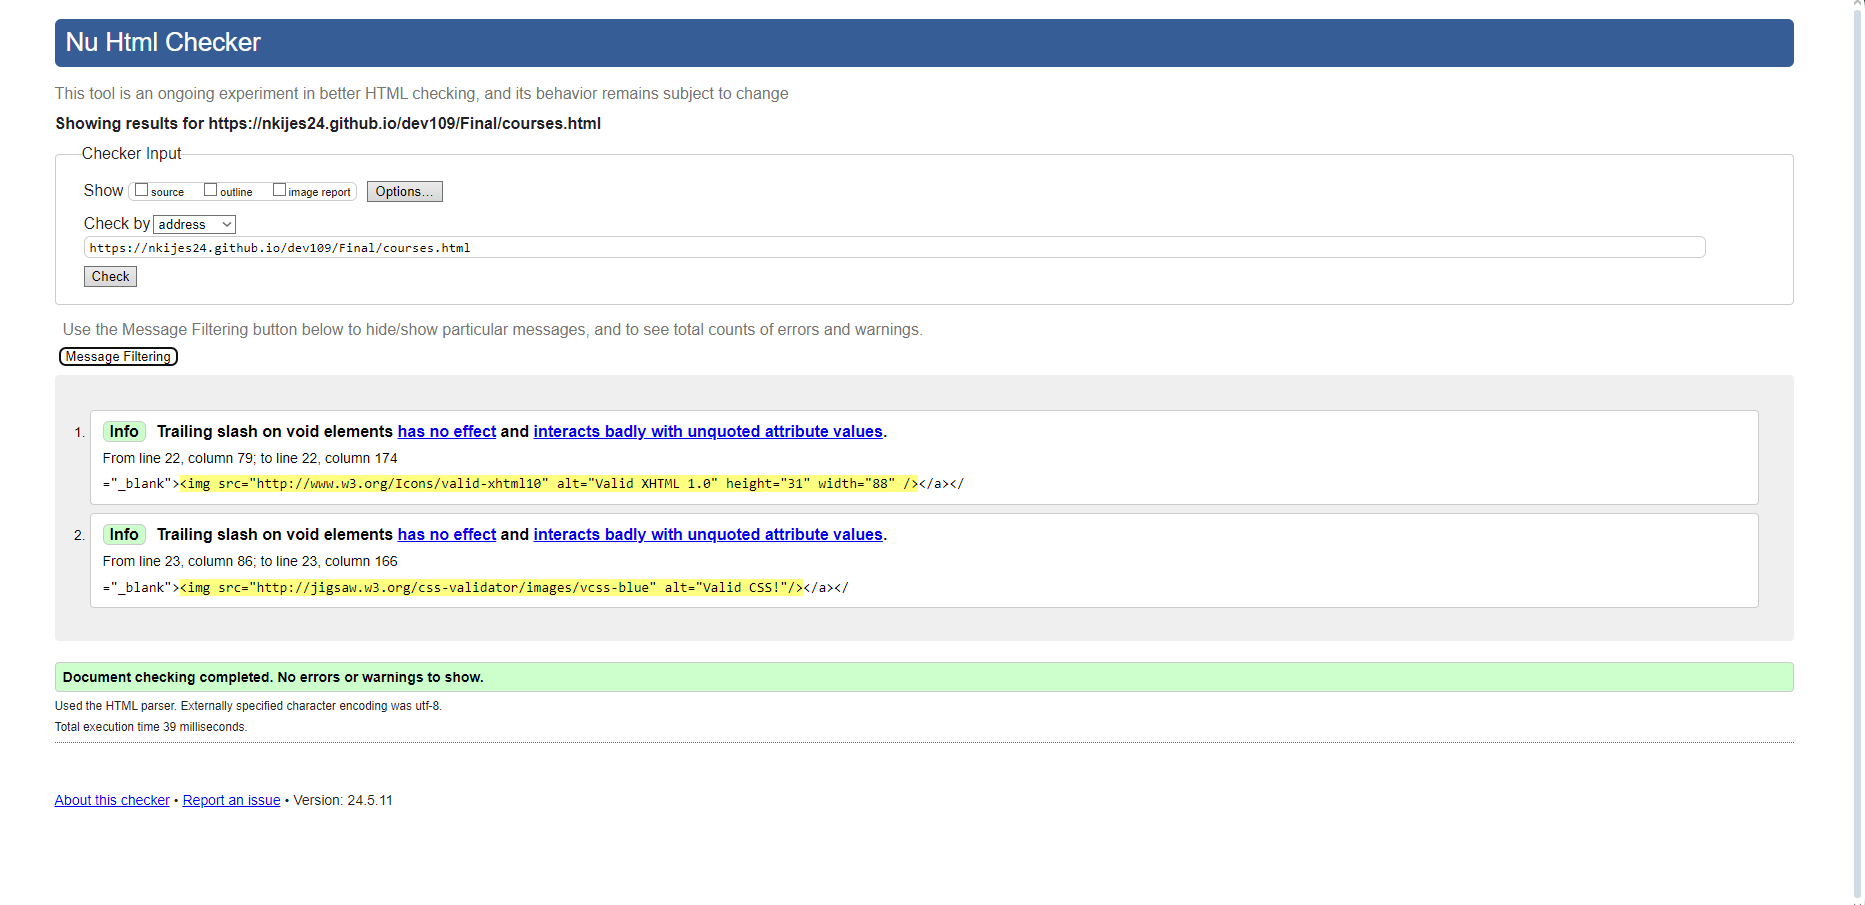 Nu Html Checker
This tool is an ongoing experiment in better HTML checking, and its behavior remains subject to change
Showing results for https://nkijes24.github.io/dev109/Final/courses.html
Checker Input
Show source outline image report Options...
Check by address
https://nkijes24.github.io/dev109/Final/courses.html
Check
Use the Message Filtering button below to hide/show particular messages, and to see total counts of errors and warnings.
Message Filtering
1. Info Trailing slash on void elements has no effect and interacts badly with unquoted attribute values.
From line 22, column 79; to line 22, column 174
="_blank"><img src="http://www.w3.org/Icons/valid-xhtml10" alt="Valid XHTML 1.0" height="31" width="88" /></a></
2. Info Trailing slash on void elements has no effect and interacts badly with unquoted attribute values.
From line 23, column 86; to line 23, column 166
="_blank"><img src="http://jigsaw.w3.org/css-validator/images/vcss-blue" alt="Valid CSS!"/></a></
Document checking completed. No errors or warnings to show.
Used the HTML parser. Externally specified character encoding was utf-8.
Total execution time 39 milliseconds.
About this checker • Report an issue • Version: 24.5.11